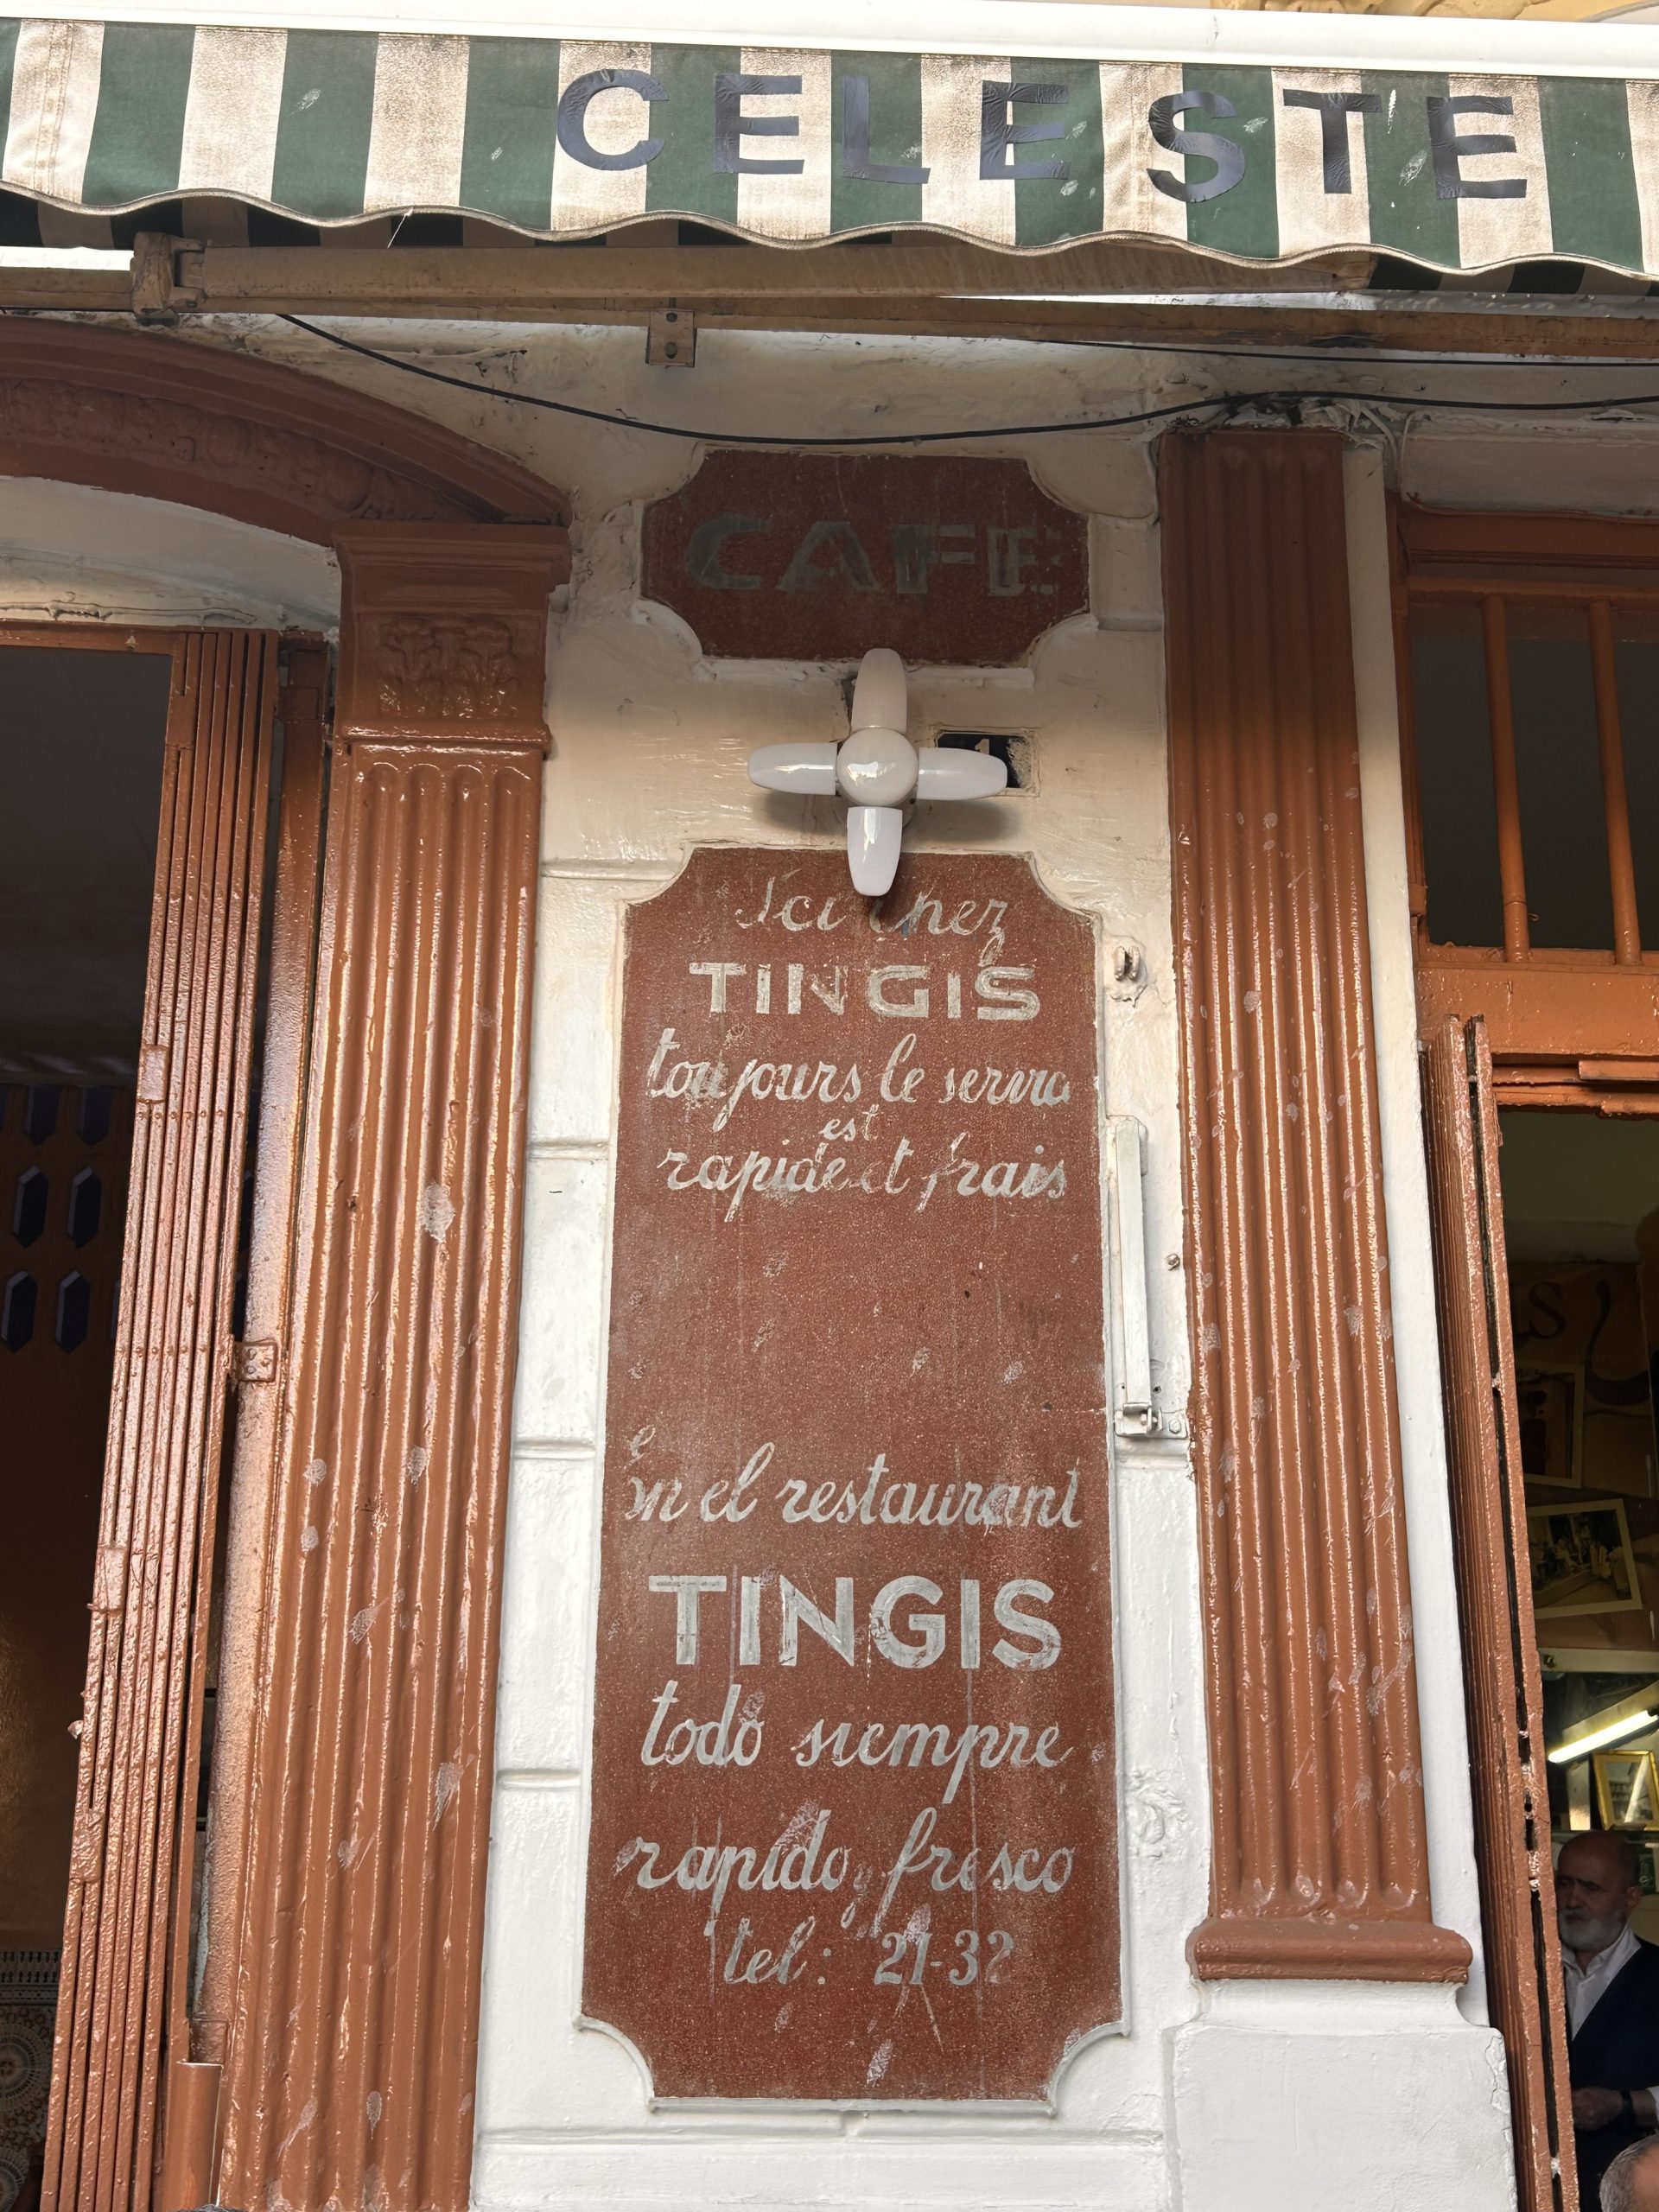 CELESTE
CAFE
1
Ici chez
TINGIS
toujours le servic
est
rapide et frais
en el restaurant
TINGIS
todo siempre
rapido y fresco
tel: 21-32